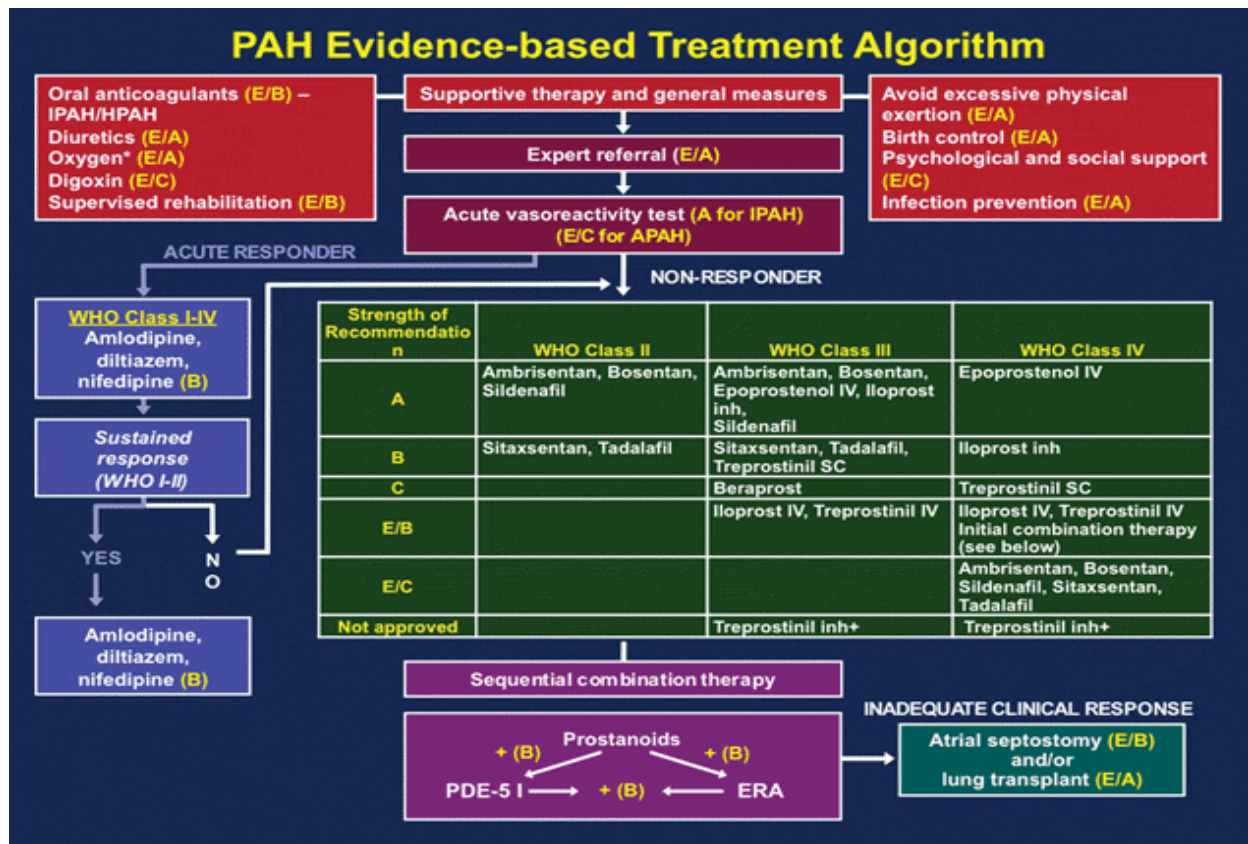 PAH Evidence-based Treatment Algorithm
Oral anticoagulants (E/B) –
IPAH/HPAH
Diuretics (E/A)
Oxygen* (E/A)
Digoxin (E/C)
Supervised rehabilitation (E/B)
Supportive therapy and general measures
Avoid excessive physical
exertion (E/A)
Birth control (E/A)
Psychological and social support
(E/C)
Infection prevention (E/A)
Expert referral (E/A)
Acute vasoreactivity test (A for IPAH)
(E/C for APAH)
ACUTE RESPONDER
NON-RESPONDER
WHO Class I-IV
Amlodipine,
diltiazem,
nifedipine (B)
Sustained
response
(WHO I-II)
YES
N
O
Amlodipine,
diltiazem,
nifedipine (B)
Strength of
Recommendatio
n
WHO Class II
WHO Class III
WHO Class IV
A
Ambrisentan, Bosentan,
Sildenafil
Ambrisentan, Bosentan,
Epoprostenol IV, Iloprost
inh,
Sildenafil
Epoprostenol IV
B
Sitaxsentan, Tadalafil
Sitaxsentan, Tadalafil,
Treprostinil SC
Iloprost inh
C
Beraprost
Treprostinil SC
E/B
Iloprost IV, Treprostinil IV
Iloprost IV, Treprostinil IV
Initial combination therapy
(see below)
E/C
Ambrisentan, Bosentan,
Sildenafil, Sitaxsentan,
Tadalafil
Not approved
Treprostinil inh+
Treprostinil inh+
Sequential combination therapy
Prostanoids
+ (B)
+ (B)
PDE-5 I
+ (B)
ERA
INADEQUATE CLINICAL RESPONSE
Atrial septostomy (E/B)
and/or
lung transplant (E/A)